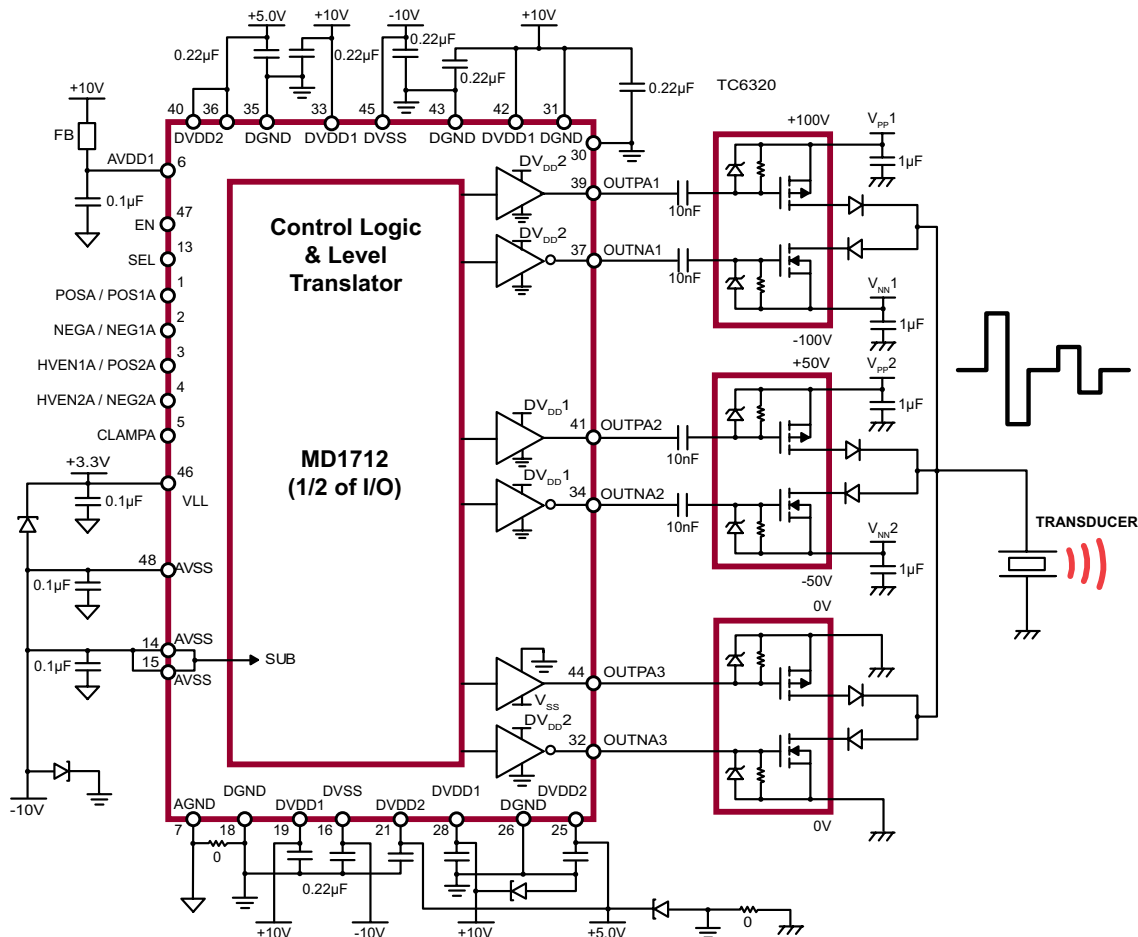 +5.0V
+10V
-10V
+10V
0.22µF
0.22µF
0.22µF
0.22µF
0.22µF
TC6320
+10V
40
36
35
33
45
43
42
31
DVDD2
DGND
DVDD1
DVSS
DGND
DVDD1
DGND
30
FB
AVDD1
6
0.1µF
47
EN
13
SEL
1
POSA / POS1A
2
NEGA / NEG1A
3
HVEN1A / POS2A
4
HVEN2A / NEG2A
5
CLAMPA
+3.3V
46
VLL
0.1µF
48
AVSS
0.1µF
14
AVSS
15
AVSS
0.1µF
SUB
-10V
Control Logic
& Level
Translator
MD1712
(1/2 of I/O)
DVDD2
39
OUTPA1
10nF
DVDD2
37
OUTNA1
10nF
+100V
VPP1
1µF
VNN1
1µF
-100V
DVDD1
41
OUTPA2
10nF
DVDD1
34
OUTNA2
10nF
+50V
VPP2
1µF
VNN2
1µF
-50V
TRANSDUCER
VSS
44
OUTPA3
DVDD2
32
OUTNA3
0V
0V
AGND
DGND
DVDD1
DVSS
DVDD2
DVDD1
DGND
DVDD2
7
18
19
16
21
28
26
25
0
0.22µF
0
+10V
-10V
+10V
+5.0V